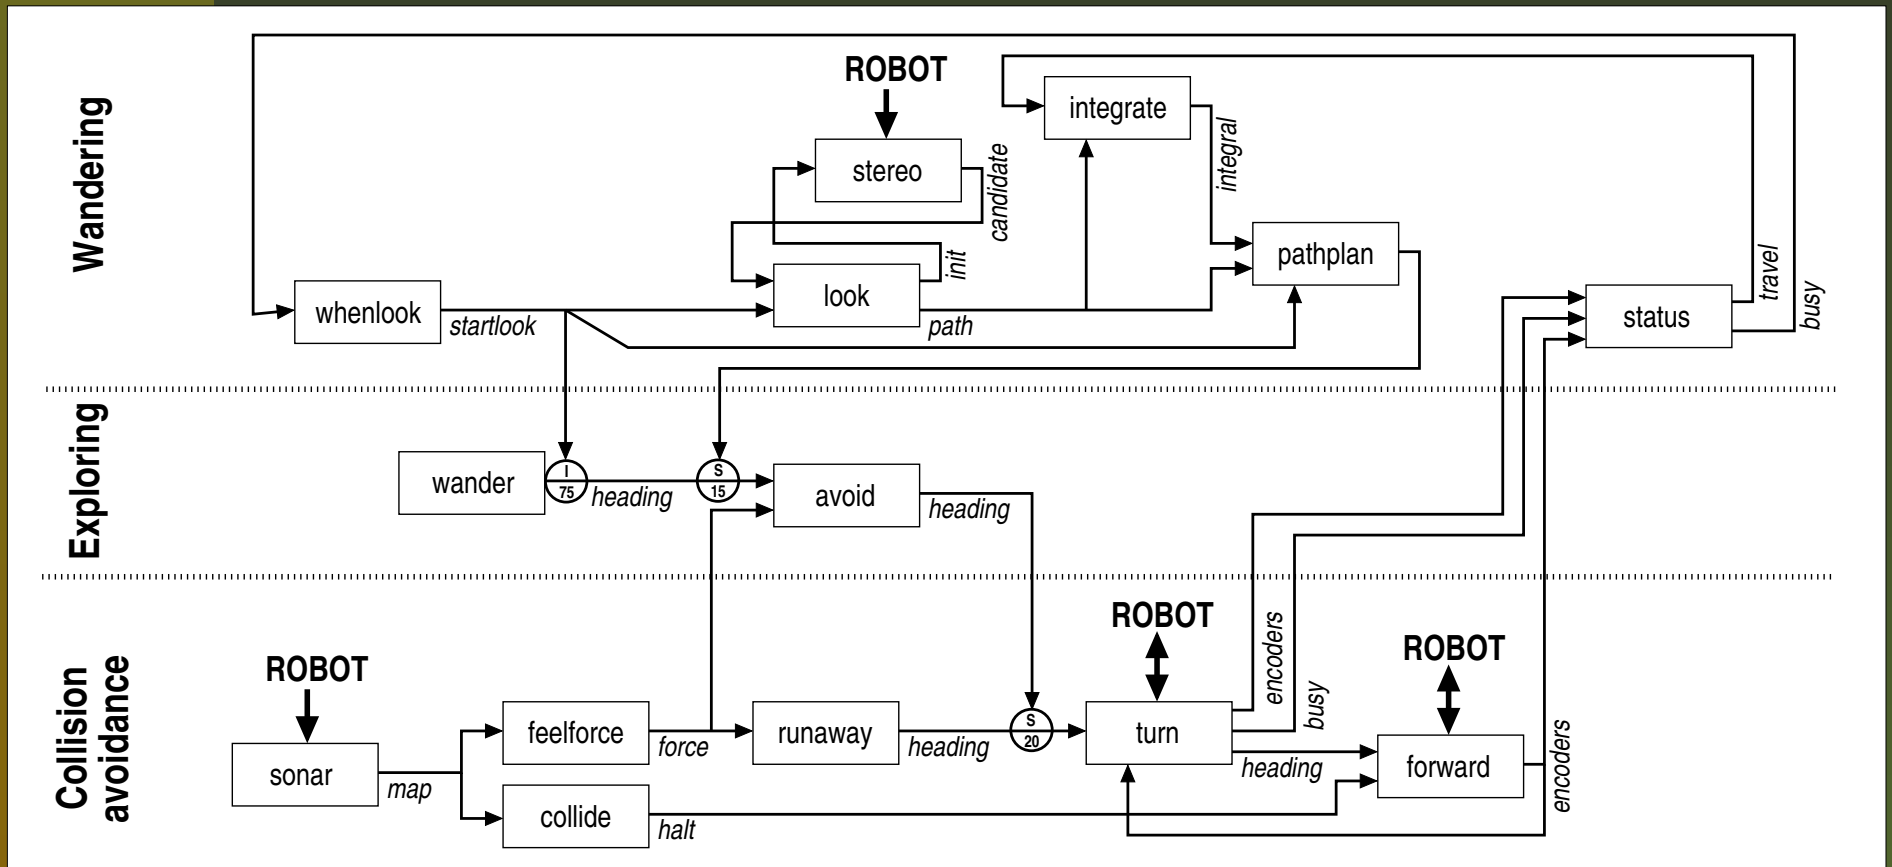 Wandering
ROBOT
integrate
integral
stereo
candidate
pathplan
init
look
travel
busy
whenlook
startlook
path
status
Exploring
wander
I
75
heading
S
15
avoid
heading
Collision
avoidance
ROBOT
ROBOT
ROBOT
encoders
busy
feelforce
force
runaway
heading
S
20
turn
heading
forward
encoders
sonar
map
collide
halt